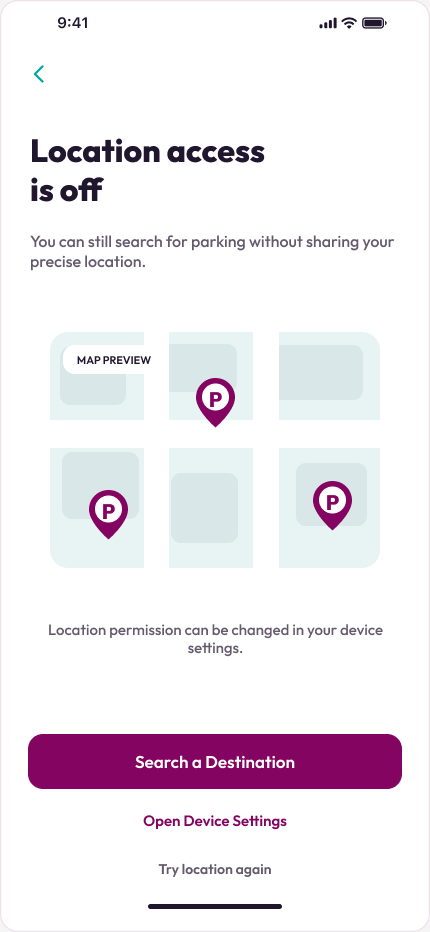 9:41
Location access
is off
You can still search for parking without sharing your
precise location.
MAP PREVIEW
P
P
P
Location permission can be changed in your device
settings.
Search a Destination
Open Device Settings
Try location again